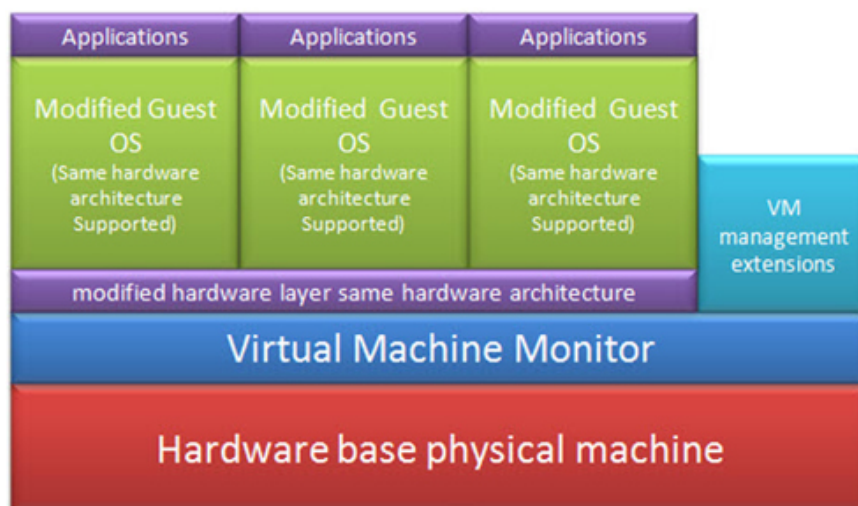 Applications
Applications
Applications
Modified Guest
OS
(Same hardware
architecture
Supported)
Modified Guest
OS
(Same hardware
architecture
Supported)
Modified Guest
OS
(Same hardware
architecture
Supported)
VM
management
extensions
modified hardware layer same hardware architecture
Virtual Machine Monitor
Hardware base physical machine